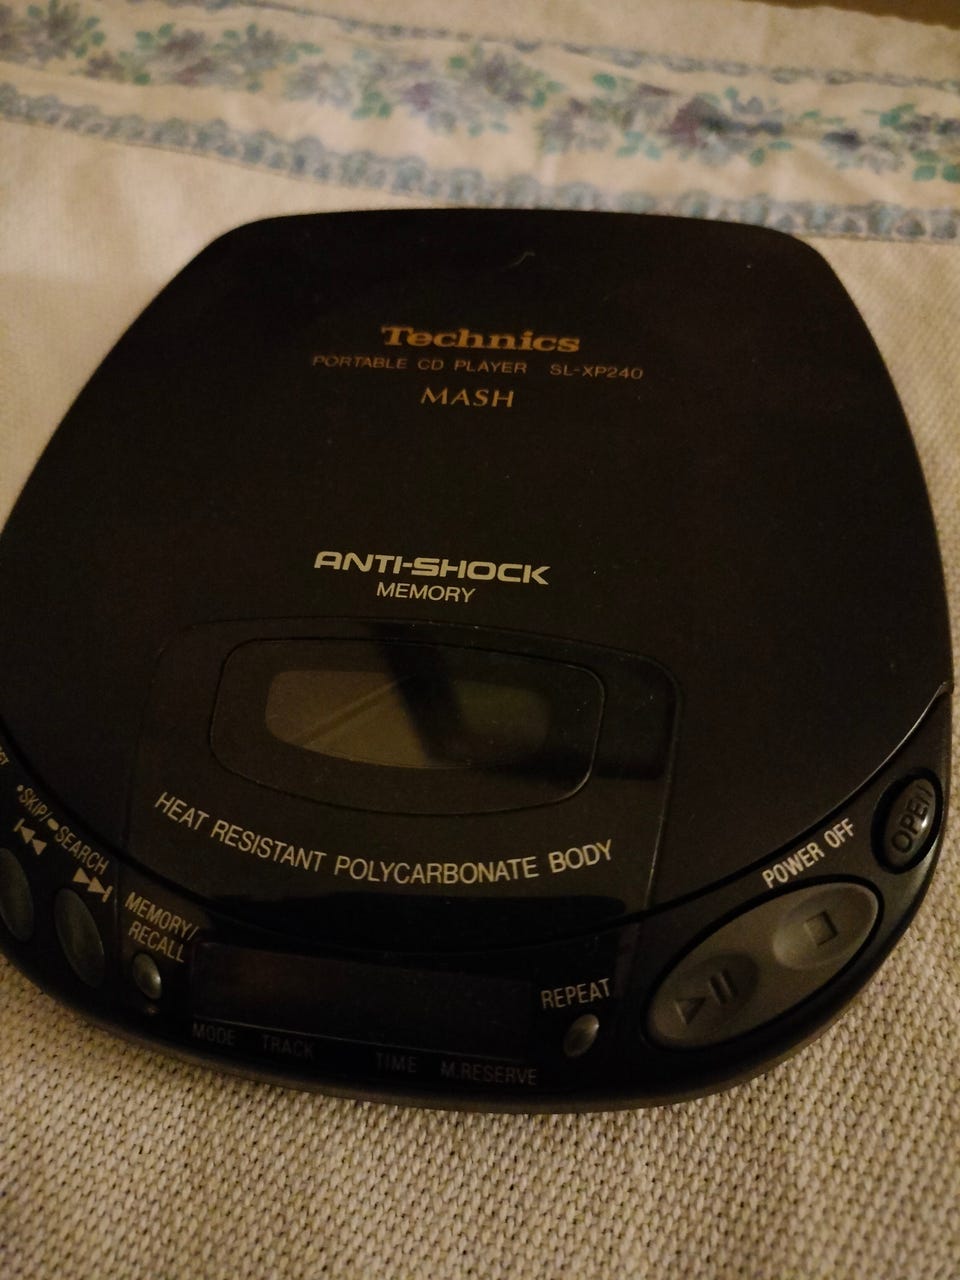 Technics
PORTABLE CD PLAYER SL-XP240
MASH
ANTI-SHOCK
MEMORY
HEAT RESISTANT POLYCARBONATE BODY
•SKIP/━SEARCH
MEMORY/
RECALL
REPEAT
POWER OFF
OPEN
MODE TRACK TIME M.RESERVE